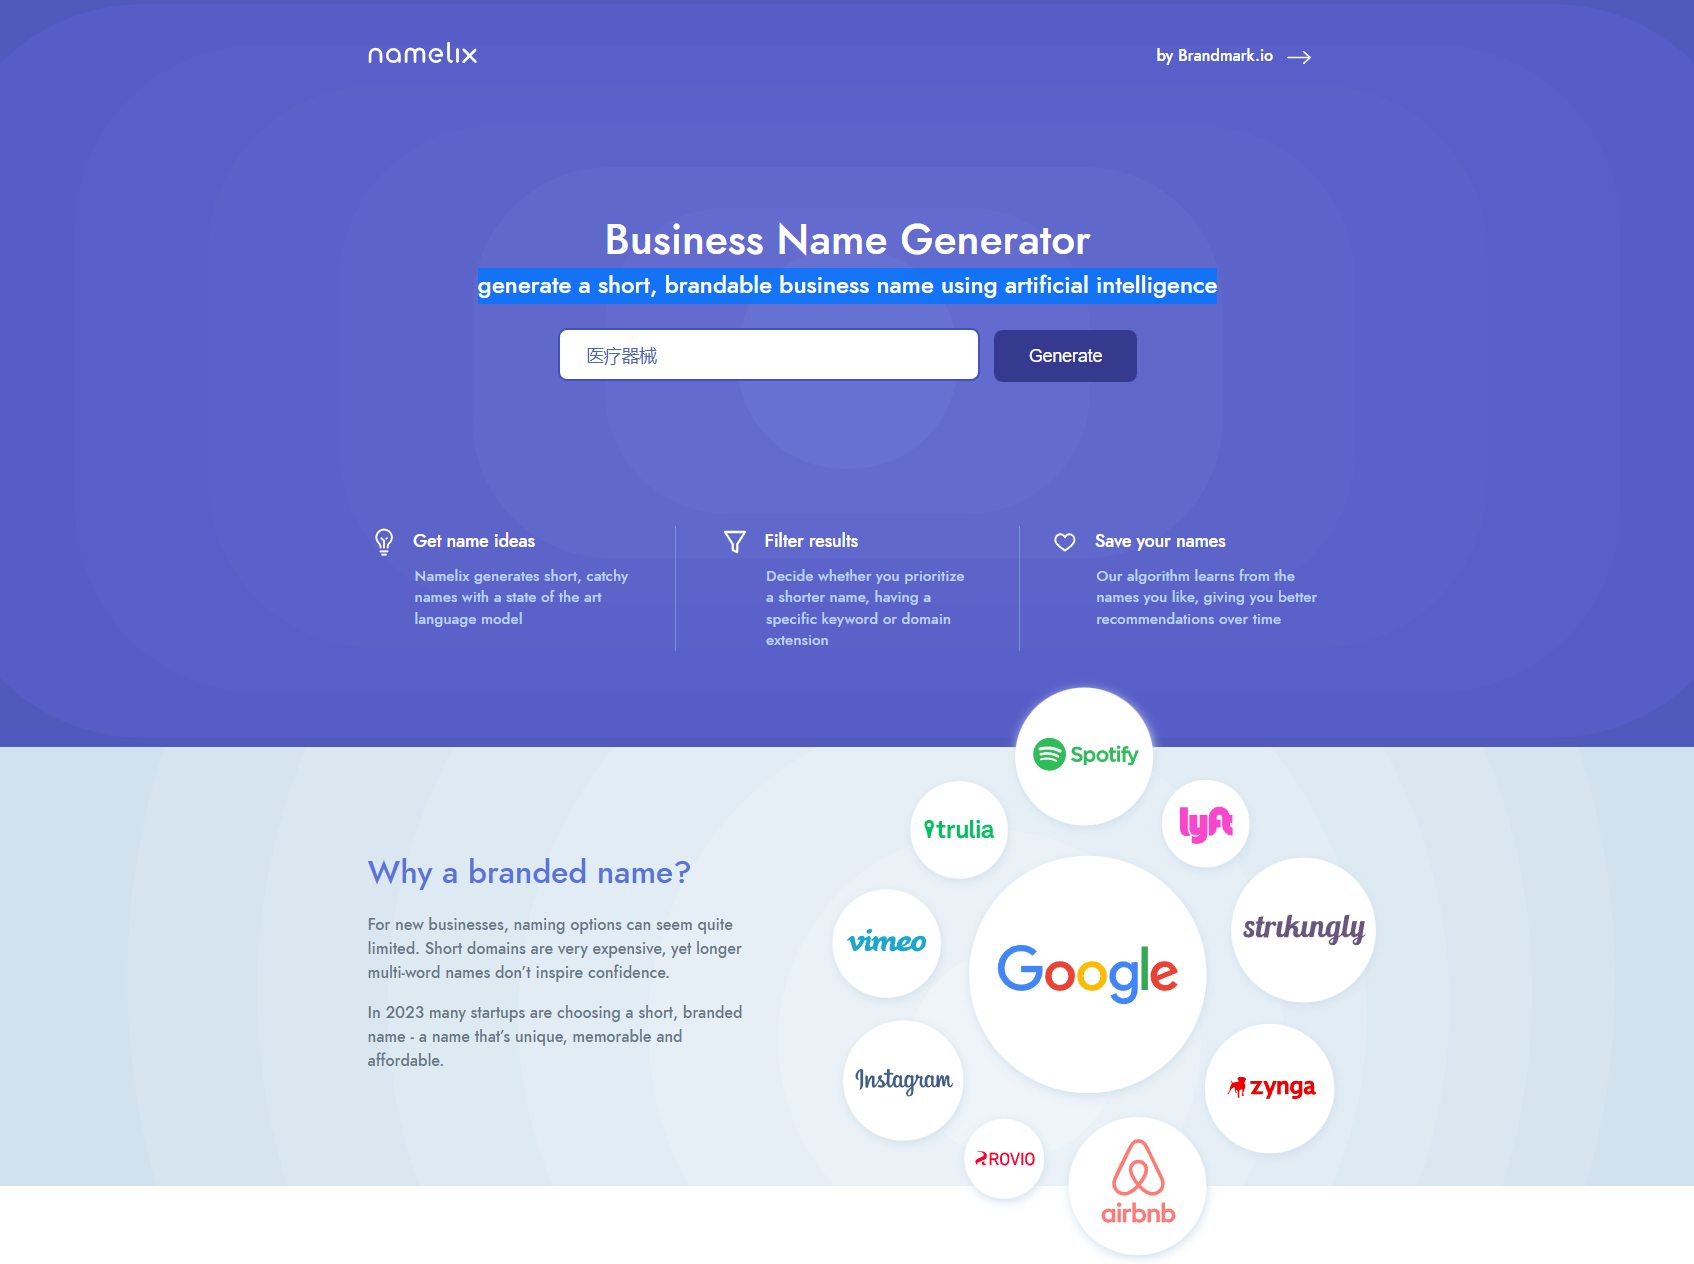 namelix
by Brandmark.io
Business Name Generator
generate a short, brandable business name using artificial intelligence
医疗器械
Generate
Get name ideas
Namelix generates short, catchy
names with a state of the art
language model
Filter results
Decide whether you prioritize
a shorter name, having a
specific keyword or domain
extension
Save your names
Our algorithm learns from the
names you like, giving you better
recommendations over time
Why a branded name?
For new businesses, naming options can seem quite
limited. Short domains are very expensive, yet longer
multi-word names don’t inspire confidence.
In 2023 many startups are choosing a short, branded
name - a name that’s unique, memorable and
affordable.
Spotify
trulia
lyft
vimeo
Google
strikingly
Instagram
zynga
ROVIO
airbnb